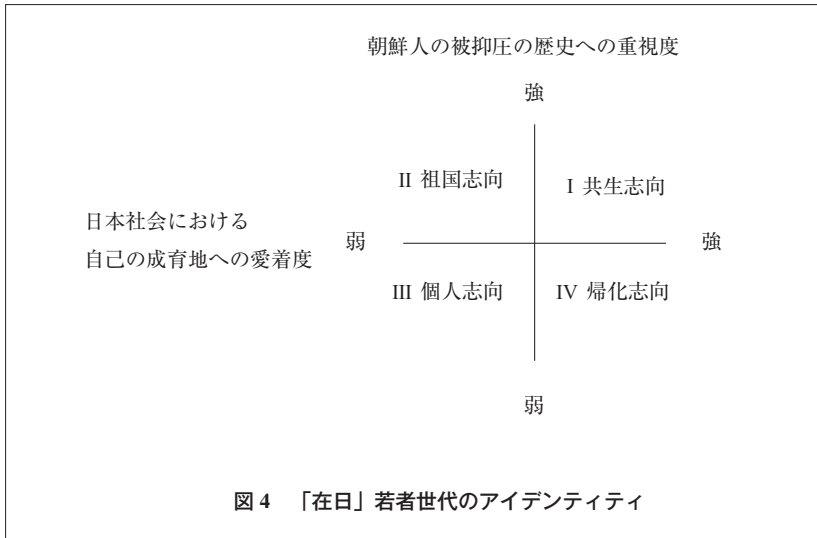 朝鮮人の被抑圧の歴史への重視度
強
II 祖国志向
I 共生志向
日本社会における
自己の成育地への愛着度
弱
強
III 個人志向
IV 帰化志向
弱
図 4 「在日」若者世代のアイデンティティ